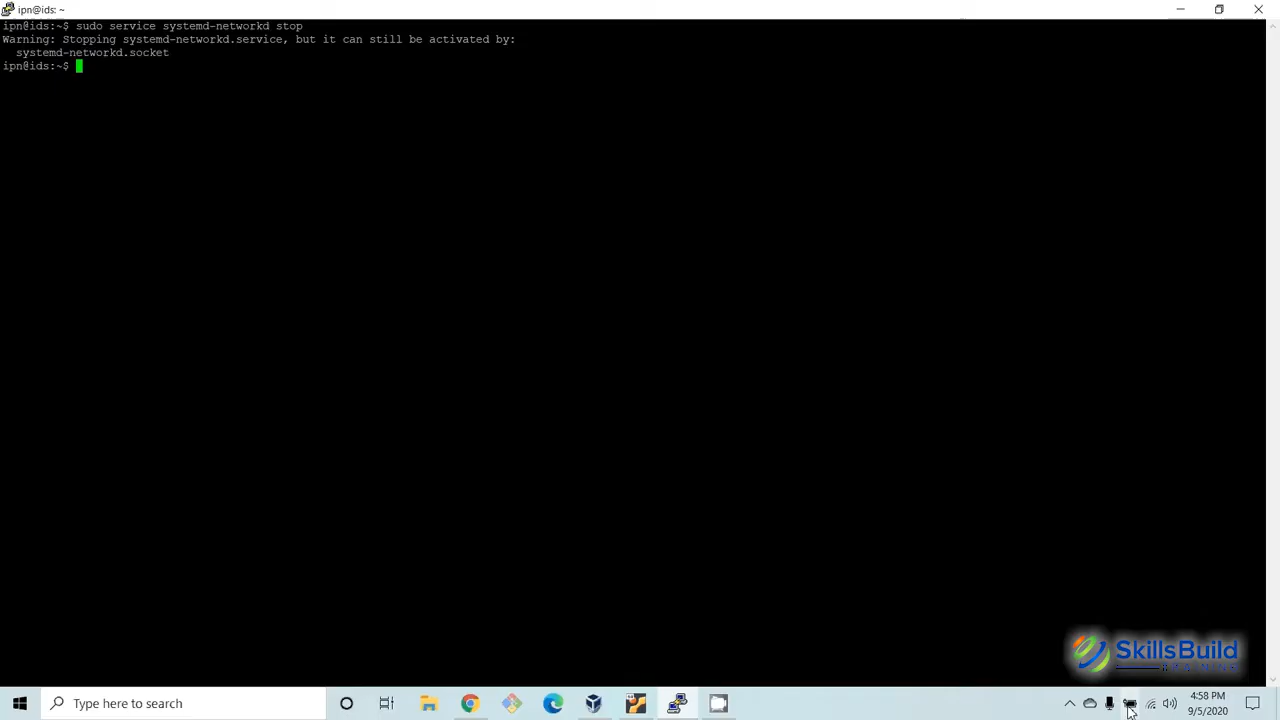 ipn@ids: ~
ipn@ids:~$ sudo service systemd-networkd stop
Warning: Stopping systemd-networkd.service, but it can still be activated by:
systemd-networkd.socket
ipn@ids:~$
SkillsBuild
TRAINING
Type here to search
4:58 PM
9/5/2020